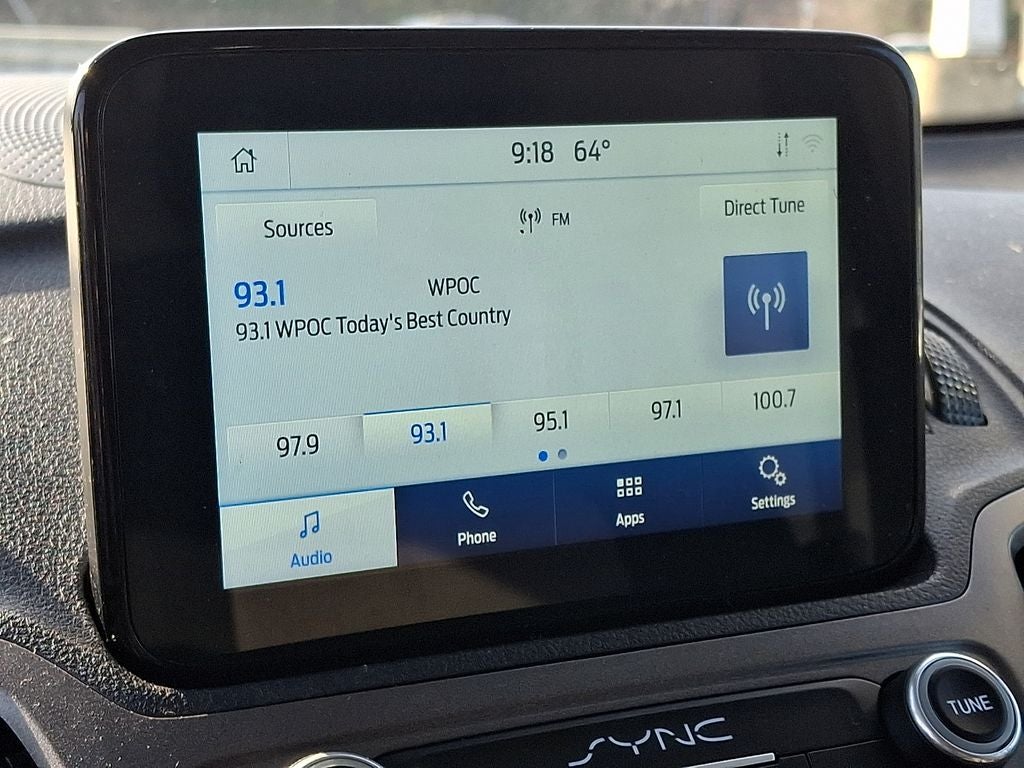 9:18 64°
Sources
FM
Direct Tune
93.1
WPOC
93.1 WPOC Today's Best Country
97.9
93.1
95.1
97.1
100.7
Audio
Phone
Apps
Settings
TUNE
SYNC